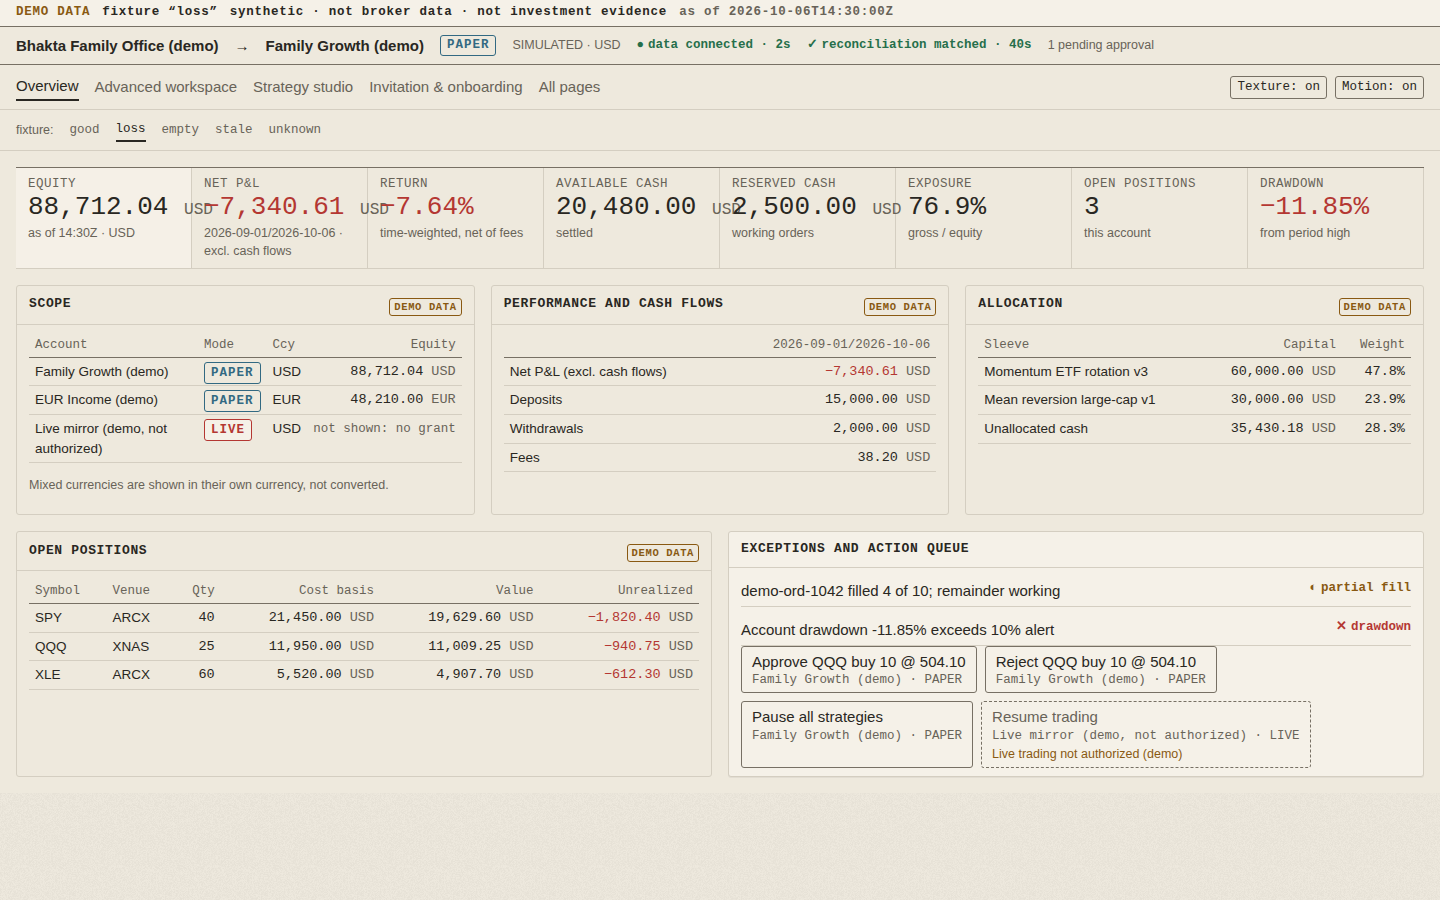 DEMO DATA fixture “loss” synthetic · not broker data · not investment evidence as of 2026-10-06T14:30:00Z
Bhakta Family Office (demo) → Family Growth (demo) PAPER SIMULATED · USD ● data connected · 2s ✓ reconciliation matched · 40s 1 pending approval
Overview Advanced workspace Strategy studio Invitation & onboarding All pages Texture: on Motion: on
fixture: good loss empty stale unknown
EQUITY
88,712.04 USD
as of 14:30Z · USD
NET P&L
−7,340.61 USD
2026-09-01/2026-10-06 ·
excl. cash flows
RETURN
−7.64%
time-weighted, net of fees
AVAILABLE CASH
20,480.00 USD
settled
RESERVED CASH
2,500.00 USD
working orders
EXPOSURE
76.9%
gross / equity
OPEN POSITIONS
3
this account
DRAWDOWN
−11.85%
from period high
SCOPE DEMO DATA
Account Mode Ccy Equity
Family Growth (demo) PAPER USD 88,712.04 USD
EUR Income (demo) PAPER EUR 48,210.00 EUR
Live mirror (demo, not LIVE USD not shown: no grant
authorized)
Mixed currencies are shown in their own currency, not converted.
PERFORMANCE AND CASH FLOWS DEMO DATA
2026-09-01/2026-10-06
Net P&L (excl. cash flows) −7,340.61 USD
Deposits 15,000.00 USD
Withdrawals 2,000.00 USD
Fees 38.20 USD
ALLOCATION DEMO DATA
Sleeve Capital Weight
Momentum ETF rotation v3 60,000.00 USD 47.8%
Mean reversion large-cap v1 30,000.00 USD 23.9%
Unallocated cash 35,430.18 USD 28.3%
OPEN POSITIONS DEMO DATA
Symbol Venue Qty Cost basis Value Unrealized
SPY ARCX 40 21,450.00 USD 19,629.60 USD −1,820.40 USD
QQQ XNAS 25 11,950.00 USD 11,009.25 USD −940.75 USD
XLE ARCX 60 5,520.00 USD 4,907.70 USD −612.30 USD
EXCEPTIONS AND ACTION QUEUE
demo-ord-1042 filled 4 of 10; remainder working ◖ partial fill
Account drawdown -11.85% exceeds 10% alert ✕ drawdown
Approve QQQ buy 10 @ 504.10
Family Growth (demo) · PAPER
Reject QQQ buy 10 @ 504.10
Family Growth (demo) · PAPER
Pause all strategies
Family Growth (demo) · PAPER
Resume trading
Live mirror (demo, not authorized) · LIVE
Live trading not authorized (demo)